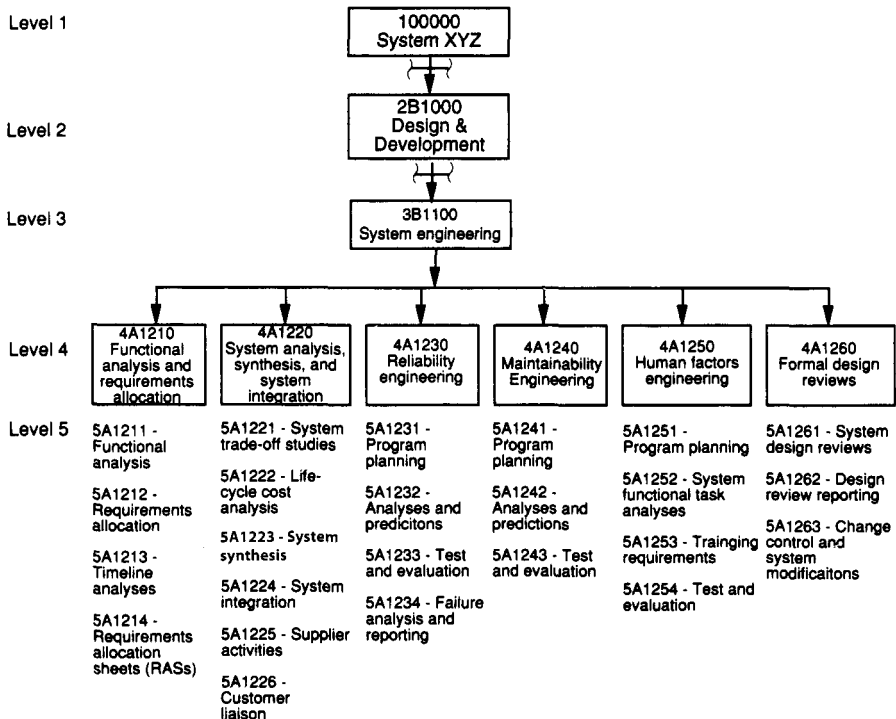 Level 1
100000
System XYZ
Level 2
2B1000
Design &
Development
Level 3
3B1100
System engineering
Level 4
4A1210
Functional
analysis and
requirements
allocation
4A1220
System analysis,
synthesis, and
system
integration
4A1230
Reliability
engineering
4A1240
Maintainability
Engineering
4A1250
Human factors
engineering
4A1260
Formal design
reviews
Level 5
5A1211 -
Functional
analysis
5A1212 -
Requirements
allocation
5A1213 -
Timeline
analyses
5A1214 -
Requirements
allocation
sheets (RASs)
5A1221 - System
trade-off studies
5A1222 - Life-
cycle cost
analysis
5A1223 - System
synthesis
5A1224 - System
integration
5A1225 - Supplier
activities
5A1226 -
Customer
liaison
5A1231 -
Program
planning
5A1232 -
Analyses and
predicitons
5A1233 - Test
and evaluation
5A1234 - Failure
analysis and
reporting
5A1241 -
Program
planning
5A1242 -
Analyses and
predictions
5A1243 - Test
and evaluation
5A1251 -
Program planning
5A1252 - System
functional task
analyses
5A1253 - Trainging
requirements
5A1254 - Test and
evaluation
5A1261 - System
design reviews
5A1262 - Design
review reporting
5A1263 - Change
control and
system
modificaitons